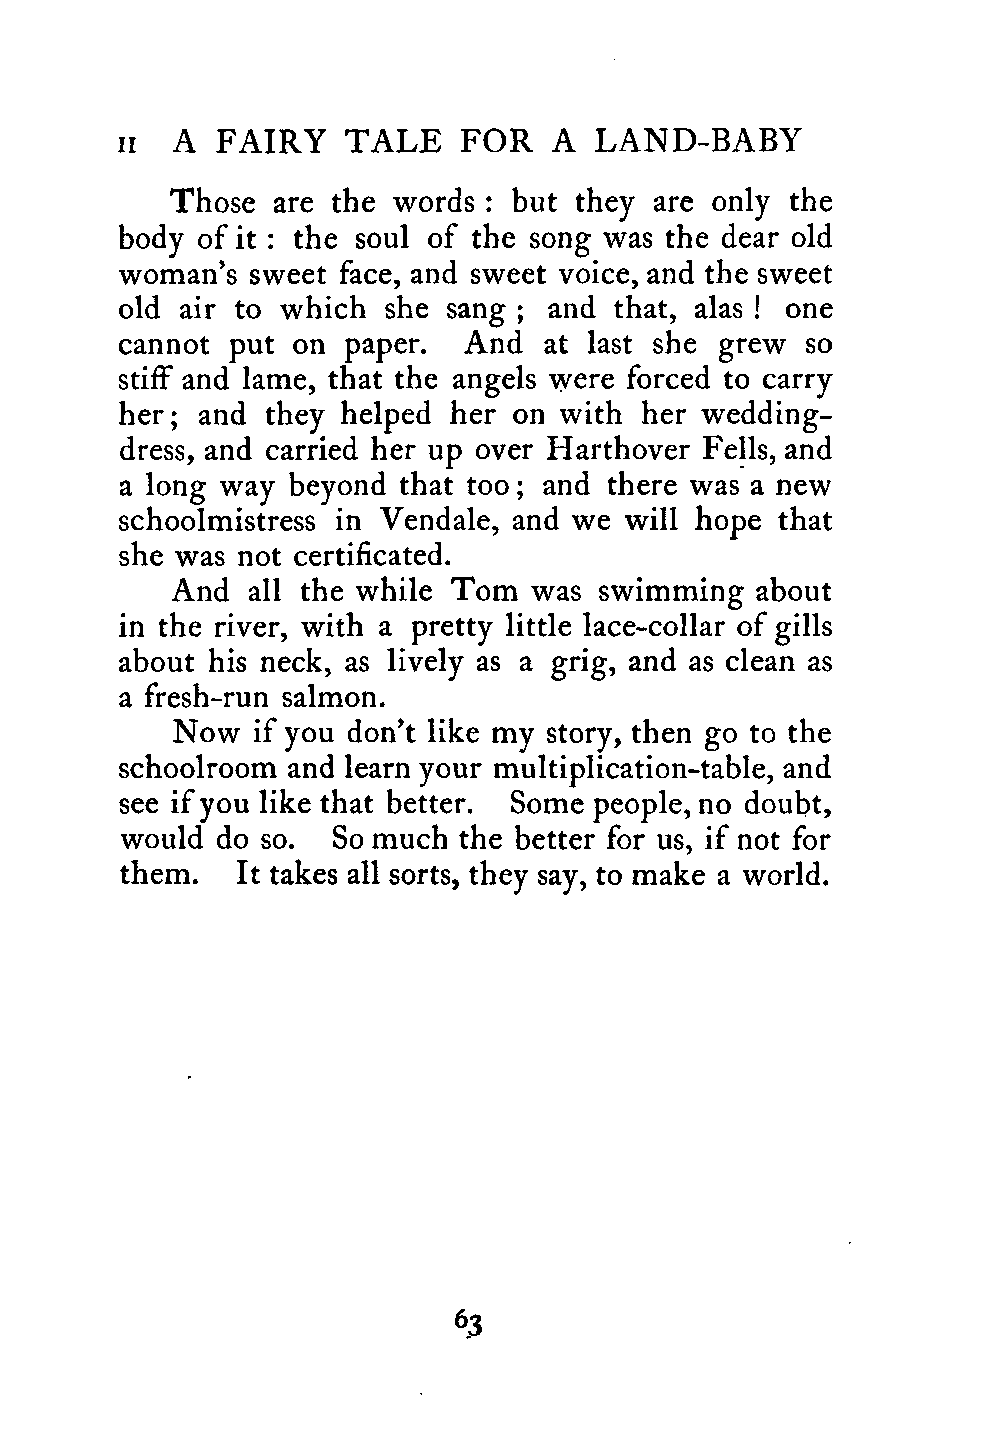 II A FAIRY TALE FOR A LAND-BABY
Those are the words : but they are only the
body of it : the soul of the song was the dear old
woman's sweet face, and sweet voice, and the sweet
old air to which she sang ; and that, alas ! one
cannot put on paper. And at last she grew so
stiff and lame, that the angels were forced to carry
her ; and they helped her on with her wedding-
dress, and carried her up over Harthover Fells, and
a long way beyond that too ; and there was a new
schoolmistress in Vendale, and we will hope that
she was not certificated.
And all the while Tom was swimming about
in the river, with a pretty little lace-collar of gills
about his neck, as lively as a grig, and as clean as
a fresh-run salmon.
Now if you don't like my story, then go to the
schoolroom and learn your multiplication-table, and
see if you like that better. Some people, no doubt,
would do so. So much the better for us, if not for
them. It takes all sorts, they say, to make a world.
63